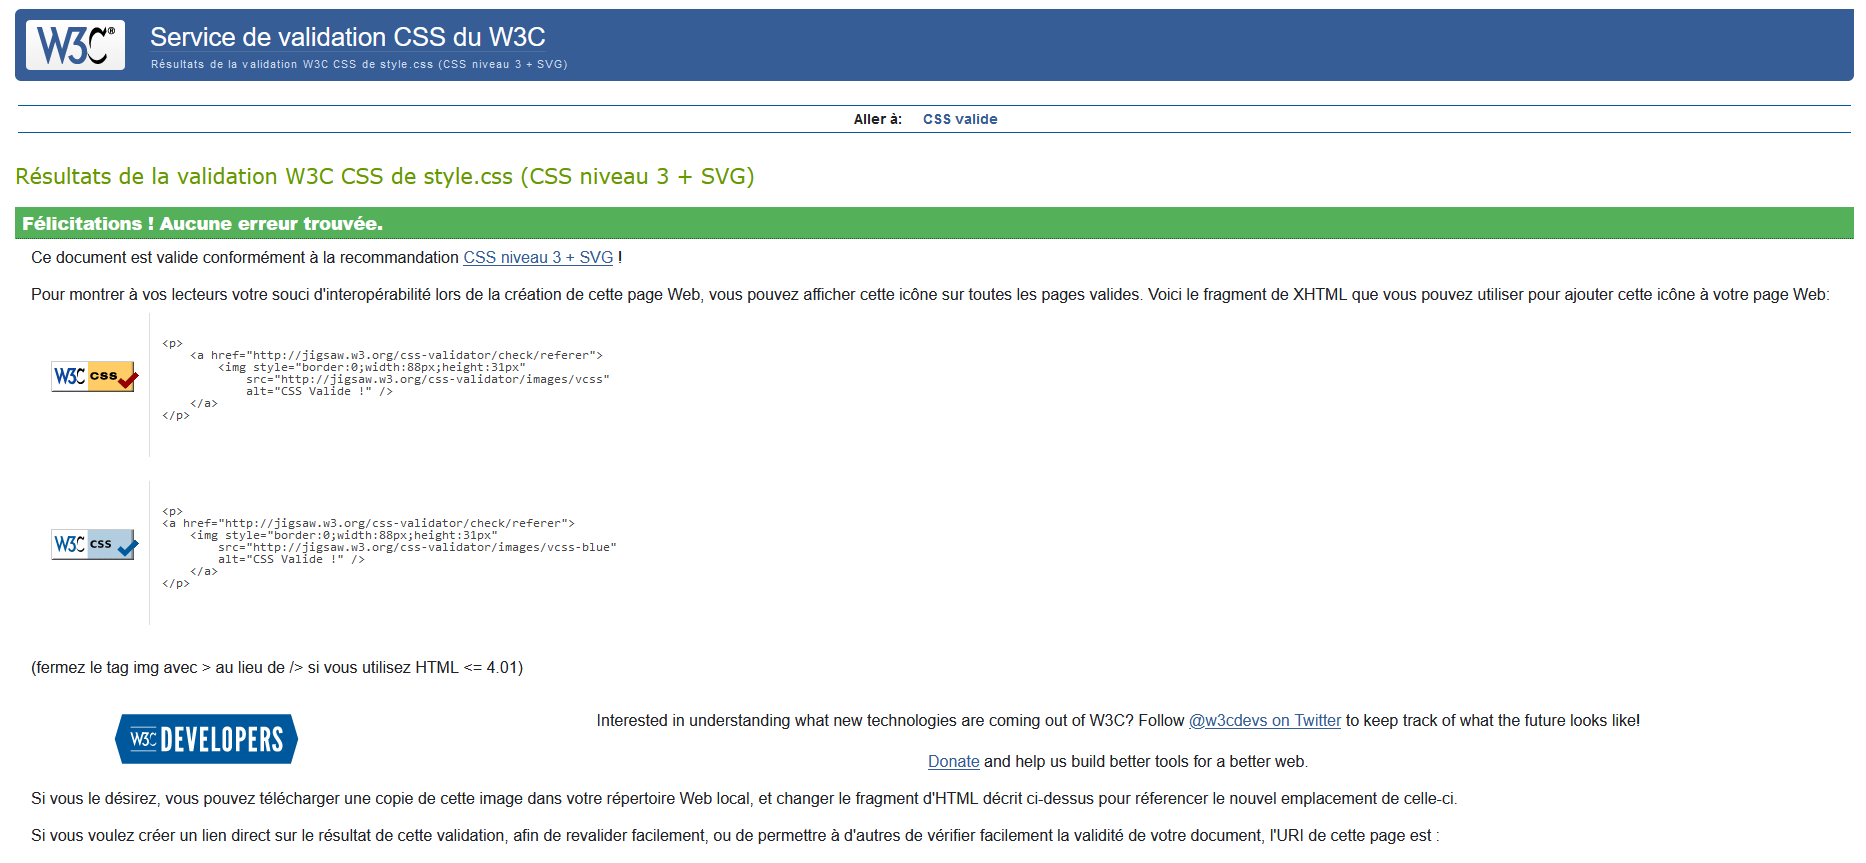 W3C®
Service de validation CSS du W3C
Résultats de la validation W3C CSS de style.css (CSS niveau 3 + SVG)
Aller à: CSS valide
Résultats de la validation W3C CSS de style.css (CSS niveau 3 + SVG)
Félicitations ! Aucune erreur trouvée.
Ce document est valide conformément à la recommandation CSS niveau 3 + SVG !
Pour montrer à vos lecteurs votre souci d'interopérabilité lors de la création de cette page Web, vous pouvez afficher cette icône sur toutes les pages valides. Voici le fragment de XHTML que vous pouvez utiliser pour ajouter cette icône à votre page Web:
W3C css
<p>
<a href="http://jigsaw.w3.org/css-validator/check/referer">
<img style="border:0;width:88px;height:31px"
src="http://jigsaw.w3.org/css-validator/images/vcss"
alt="CSS Valide !" />
</a>
</p>
W3C css
<p>
<a href="http://jigsaw.w3.org/css-validator/check/referer">
<img style="border:0;width:88px;height:31px"
src="http://jigsaw.w3.org/css-validator/images/vcss-blue"
alt="CSS Valide !" />
</a>
</p>
(fermez le tag img avec > au lieu de /> si vous utilisez HTML <= 4.01)
W3C DEVELOPERS
Interested in understanding what new technologies are coming out of W3C? Follow @w3cdevs on Twitter to keep track of what the future looks like!
Donate and help us build better tools for a better web.
Si vous le désirez, vous pouvez télécharger une copie de cette image dans votre répertoire Web local, et changer le fragment d'HTML décrit ci-dessus pour réferencer le nouvel emplacement de celle-ci.
Si vous voulez créer un lien direct sur le résultat de cette validation, afin de revalider facilement, ou de permettre à d'autres de vérifier facilement la validité de votre document, l'URI de cette page est :